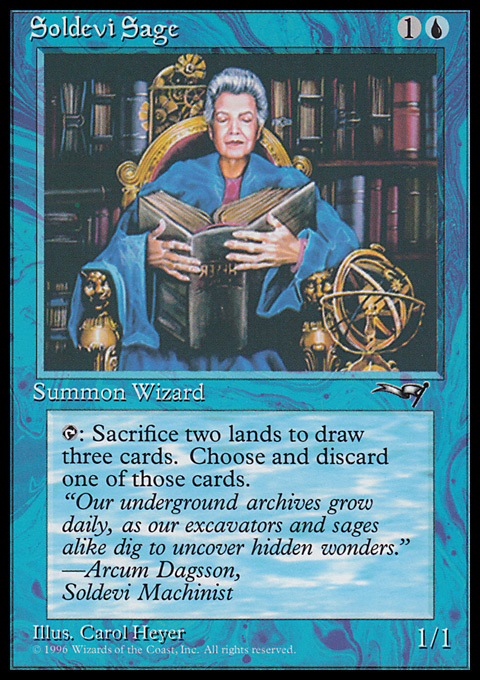 Soldevi Sage
1
Summon Wizard
: Sacrifice two lands to draw
three cards. Choose and discard
one of those cards.
“Our underground archives grow
daily, as our excavators and sages
alike dig to uncover hidden wonders.”
—Arcum Dagsson,
Soldevi Machinist
Illus. Carol Heyer
1/1
© 1996 Wizards of the Coast, Inc. All rights reserved.